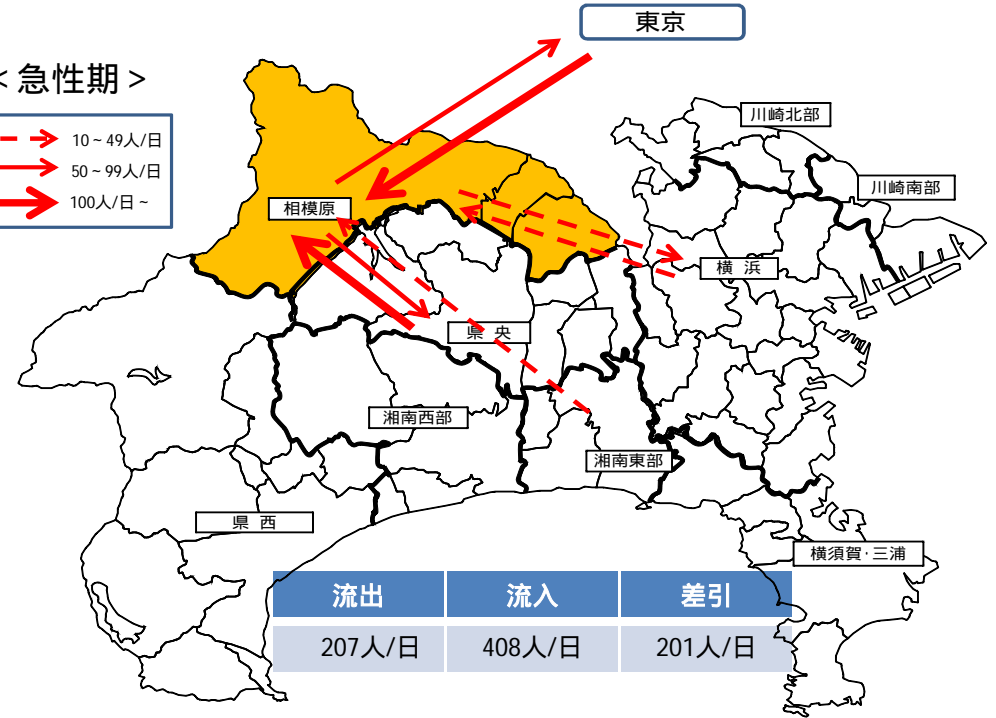 東京
<急性期>
10~49人/日
50~99人/日
100人/日~
川崎北部
川崎南部
相模原
横 浜
県 央
湘南西部
湘南東部
県 西
横須賀･三浦
流出 流入 差引
207人/日 408人/日 201人/日